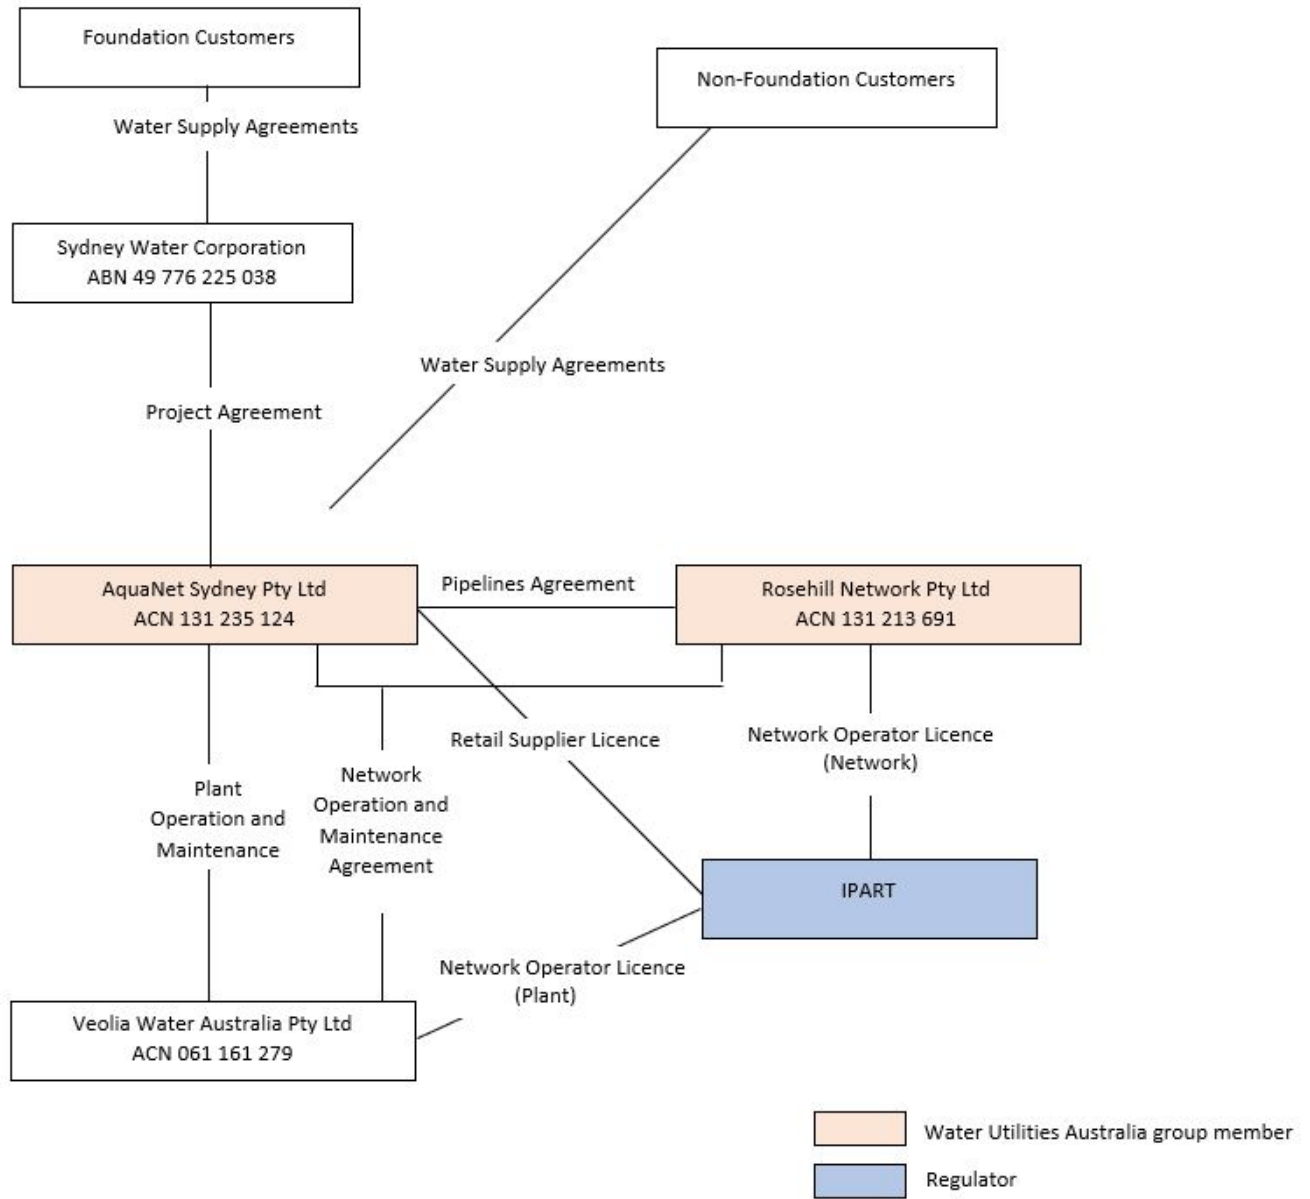 Foundation Customers
Non-Foundation Customers
Water Supply Agreements
Sydney Water Corporation
ABN 49 776 225 038
Water Supply Agreements
Project Agreement
AquaNet Sydney Pty Ltd
ACN 131 235 124
Pipelines Agreement
Rosehill Network Pty Ltd
ACN 131 213 691
Retail Supplier Licence
Network Operator Licence
(Network)
Plant
Operation and
Maintenance
Network
Operation and
Maintenance
Agreement
IPART
Network Operator Licence
(Plant)
Veolia Water Australia Pty Ltd
ACN 061 161 279
Water Utilities Australia group member
Regulator